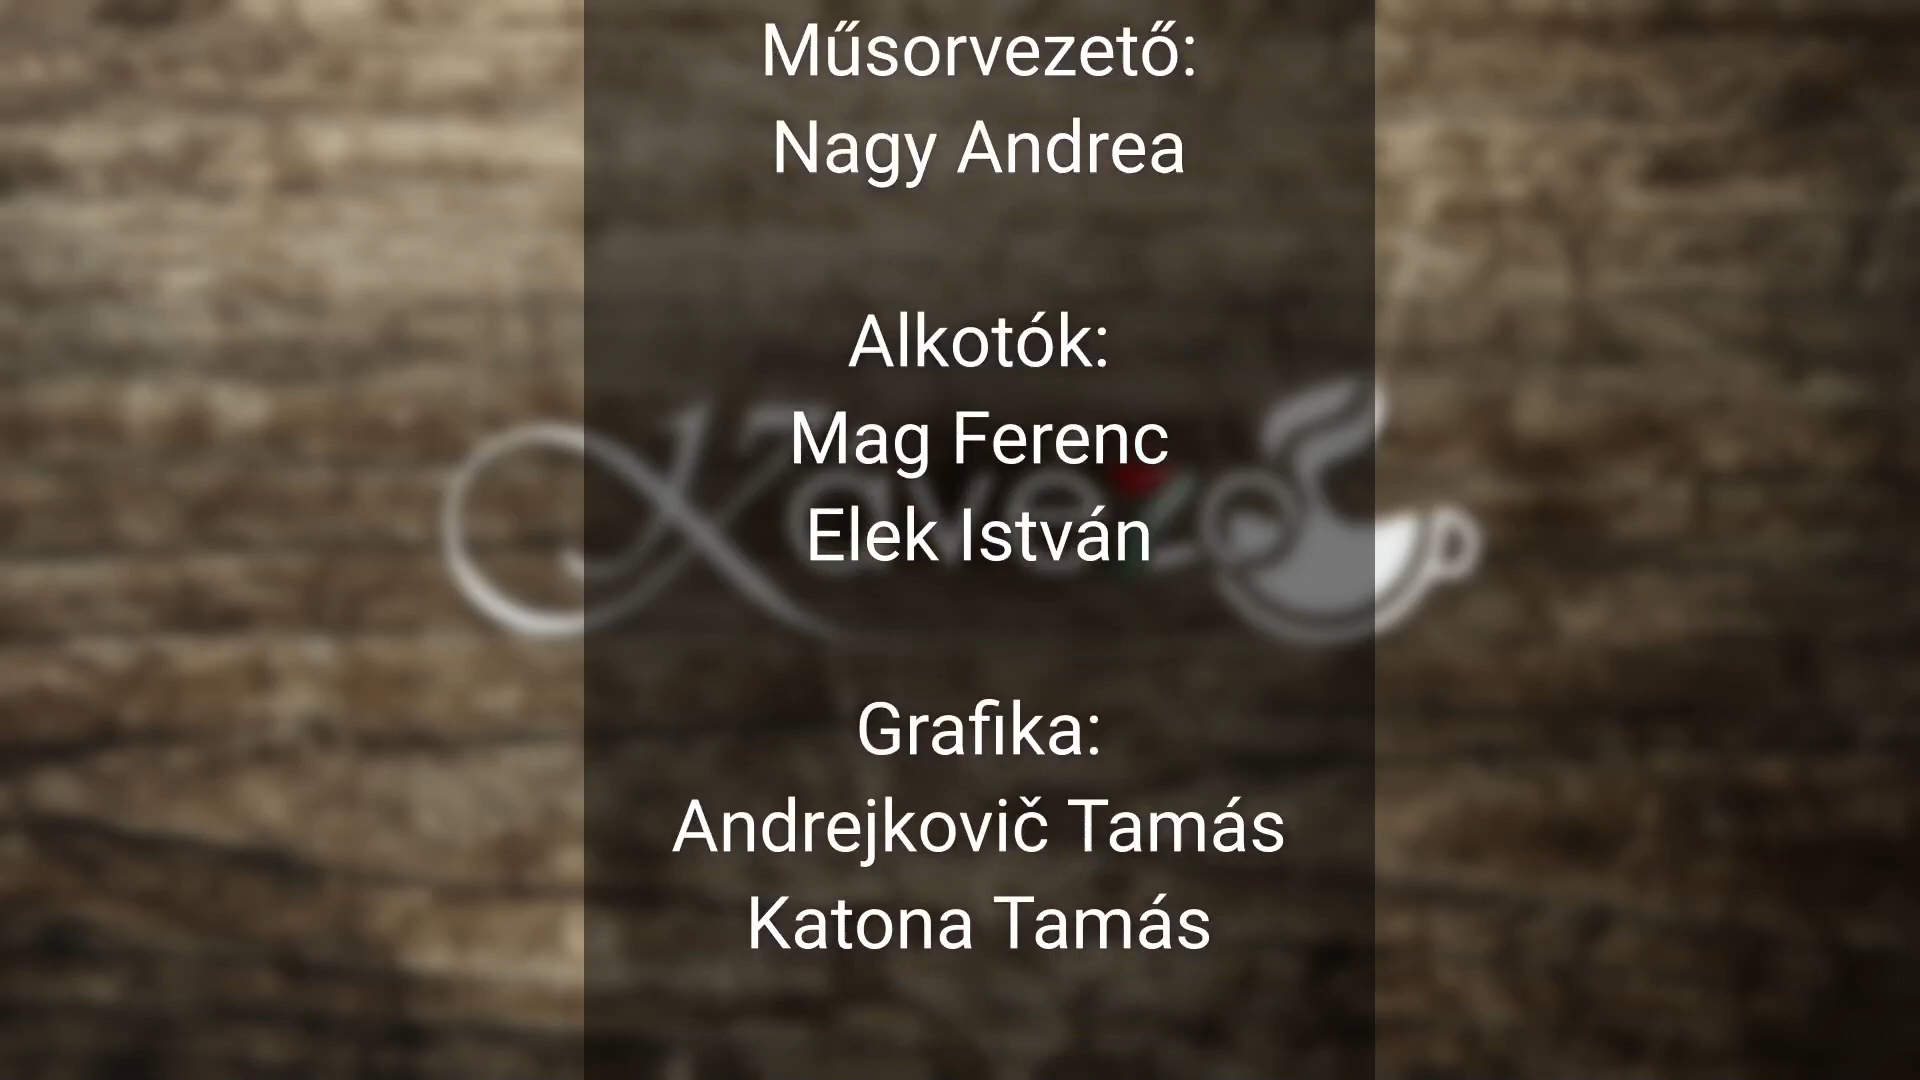 Műsorvezető:
Nagy Andrea
Alkotók:
Mag Ferenc
Elek István
Grafika:
Andrejkovič Tamás
Katona Tamás